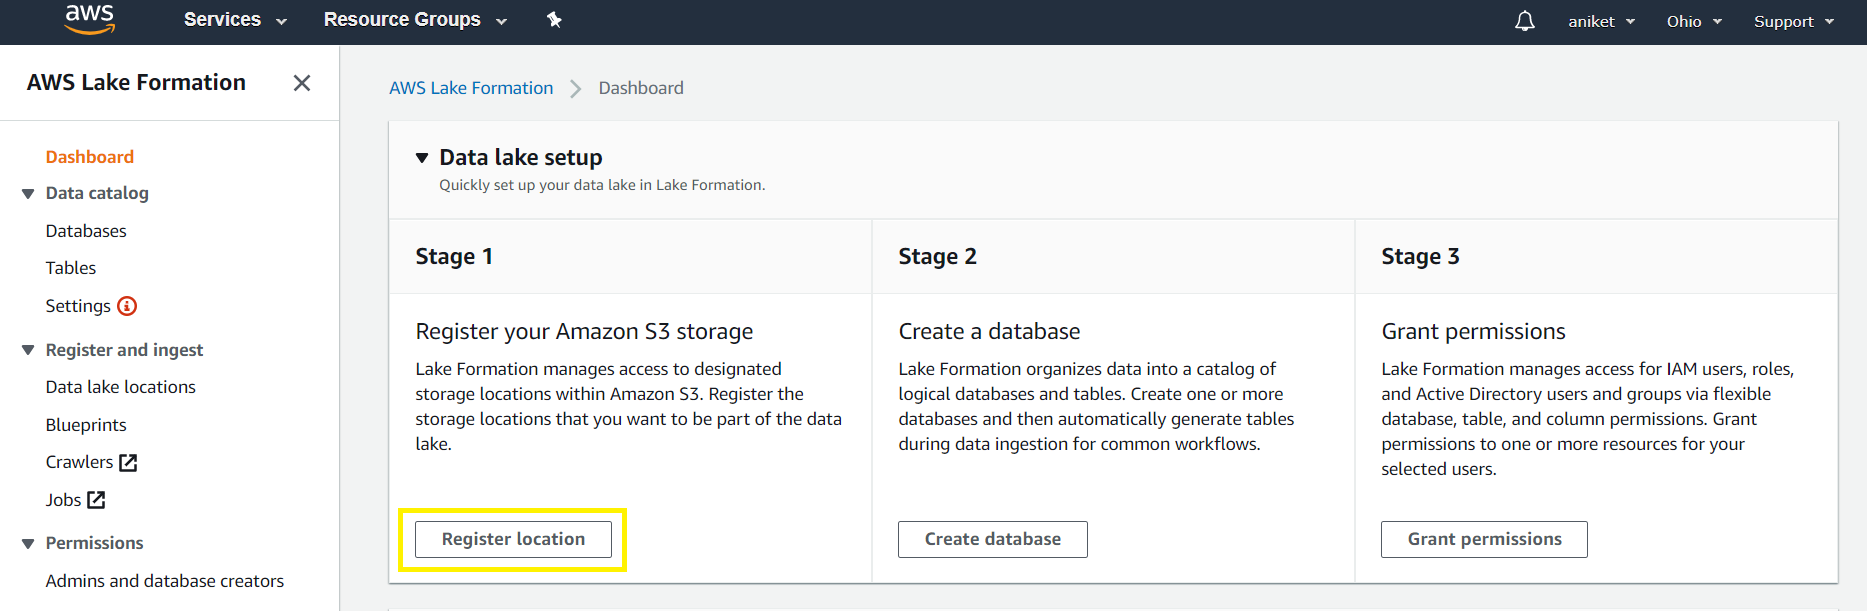 aws Services Resource Groups aniket Ohio Support
AWS Lake Formation
Dashboard
Data catalog
Databases
Tables
Settings
Register and ingest
Data lake locations
Blueprints
Crawlers
Jobs
Permissions
Admins and database creators
AWS Lake Formation Dashboard
Data lake setup
Quickly set up your data lake in Lake Formation.
Stage 1
Register your Amazon S3 storage
Lake Formation manages access to designated
storage locations within Amazon S3. Register the
storage locations that you want to be part of the data
lake.
Register location
Stage 2
Create a database
Lake Formation organizes data into a catalog of
logical databases and tables. Create one or more
databases and then automatically generate tables
during data ingestion for common workflows.
Create database
Stage 3
Grant permissions
Lake Formation manages access for IAM users, roles,
and Active Directory users and groups via flexible
database, table, and column permissions. Grant
permissions to one or more resources for your
selected users.
Grant permissions